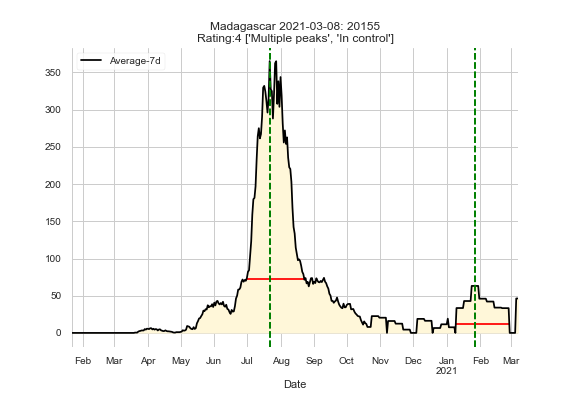 Madagascar 2021-03-08: 20155
Rating:4 ['Multiple peaks', 'In control']
Average-7d
350
300
250
200
150
100
50
0
Feb Mar Apr May Jun Jul Aug Sep Oct Nov Dec Jan Feb Mar
2021
Date